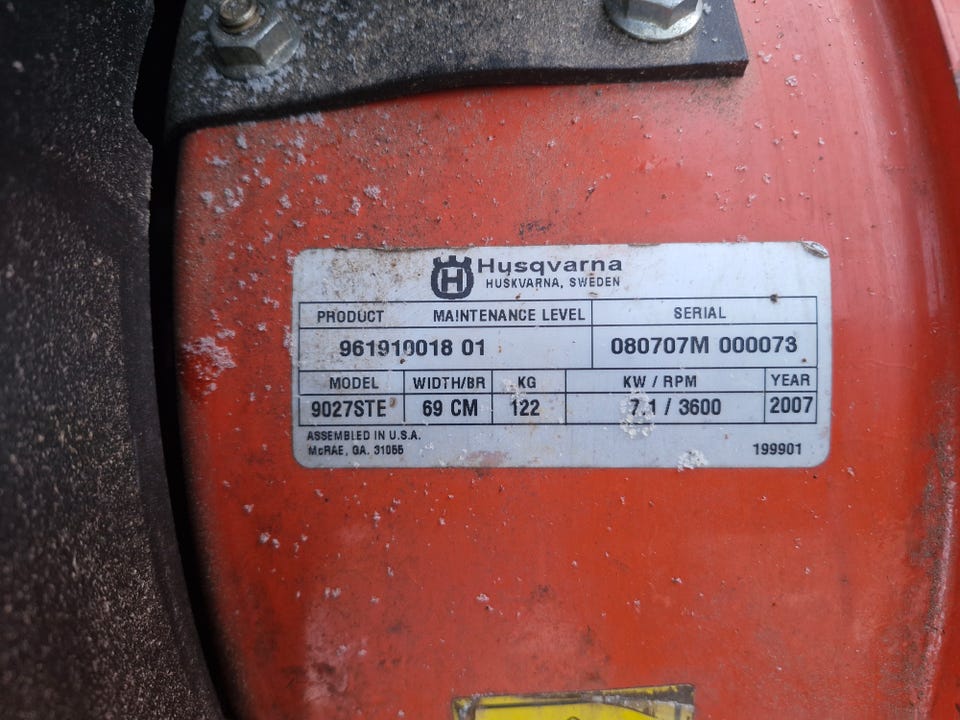 Husqvarna
HUSKVARNA, SWEDEN
PRODUCT MAINTENANCE LEVEL SERIAL
961910018 01 080707M 000073
MODEL WIDTH/BR KG KW / RPM YEAR
9027STE 69 CM 122 7.1 / 3600 2007
ASSEMBLED IN U.S.A.
McRAE, GA. 31055 199901